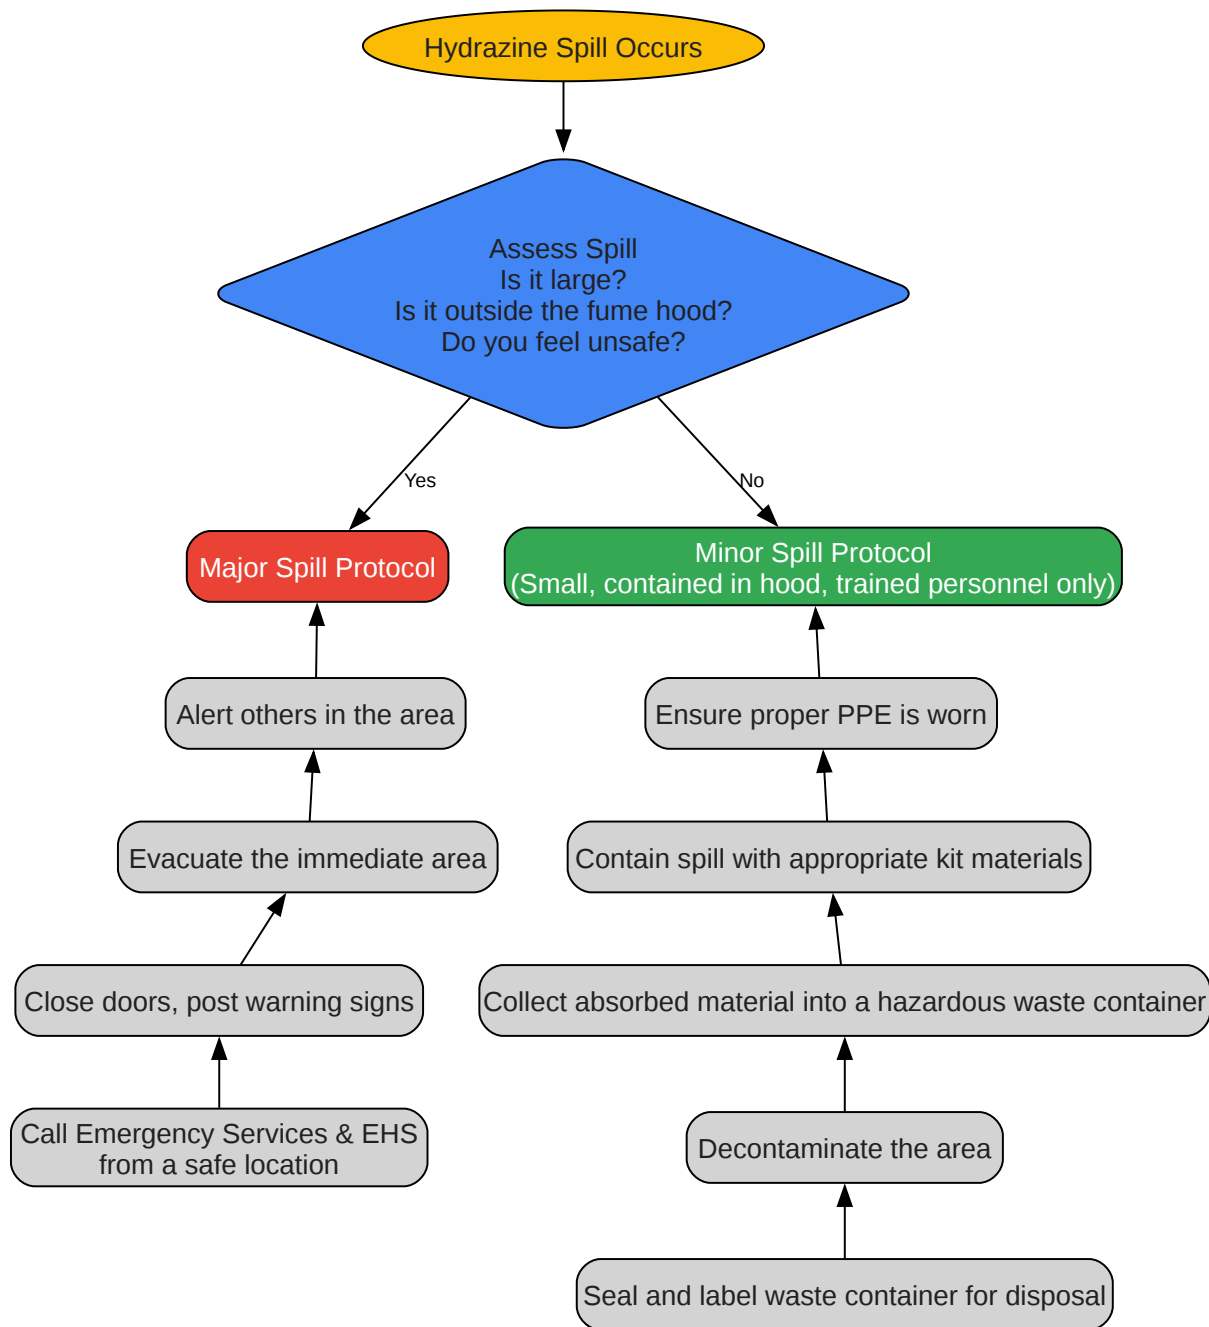 Hydrazine Spill Occurs
Assess Spill
Is it large?
Is it outside the fume hood?
Do you feel unsafe?
Yes
No
Major Spill Protocol
Minor Spill Protocol
(Small, contained in hood, trained personnel only)
Alert others in the area
Ensure proper PPE is worn
Evacuate the immediate area
Contain spill with appropriate kit materials
Close doors, post warning signs
Collect absorbed material into a hazardous waste container
Call Emergency Services & EHS
from a safe location
Decontaminate the area
Seal and label waste container for disposal